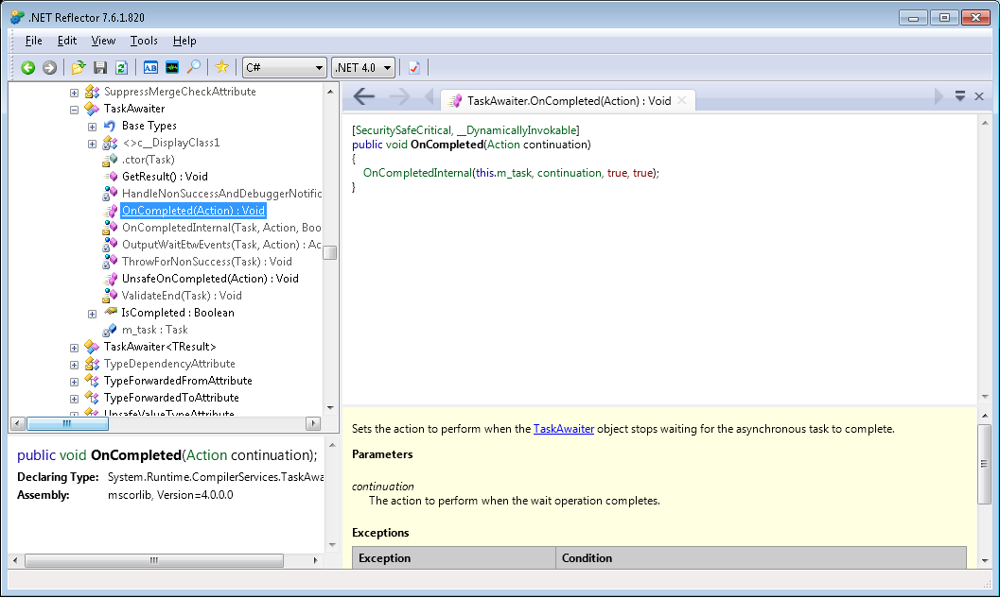 .NET Reflector 7.6.1.820
File Edit View Tools Help
C# .NET 4.0
SuppressMergeCheckAttribute
TaskAwaiter
Base Types
<>c__DisplayClass1
.ctor(Task)
GetResult() : Void
HandleNonSuccessAndDebuggerNotific
OnCompleted(Action) : Void
OnCompletedInternal(Task, Action, Boo
OutputWaitEtwEvents(Task, Action) : Ac
ThrowForNonSuccess(Task) : Void
UnsafeOnCompleted(Action) : Void
ValidateEnd(Task) : Void
IsCompleted : Boolean
m_task : Task
TaskAwaiter<TResult>
TypeDependencyAttribute
TypeForwardedFromAttribute
TypeForwardedToAttribute
UnsafeValueTypeAttribute
public void OnCompleted(Action continuation);
Declaring Type: System.Runtime.CompilerServices.TaskAwa
Assembly: mscorlib, Version=4.0.0.0
TaskAwaiter.OnCompleted(Action) : Void
[SecuritySafeCritical, __DynamicallyInvokable]
public void OnCompleted(Action continuation)
{
OnCompletedInternal(this.m_task, continuation, true, true);
}
Sets the action to perform when the TaskAwaiter object stops waiting for the asynchronous task to complete.
Parameters
continuation
The action to perform when the wait operation completes.
Exceptions
Exception Condition